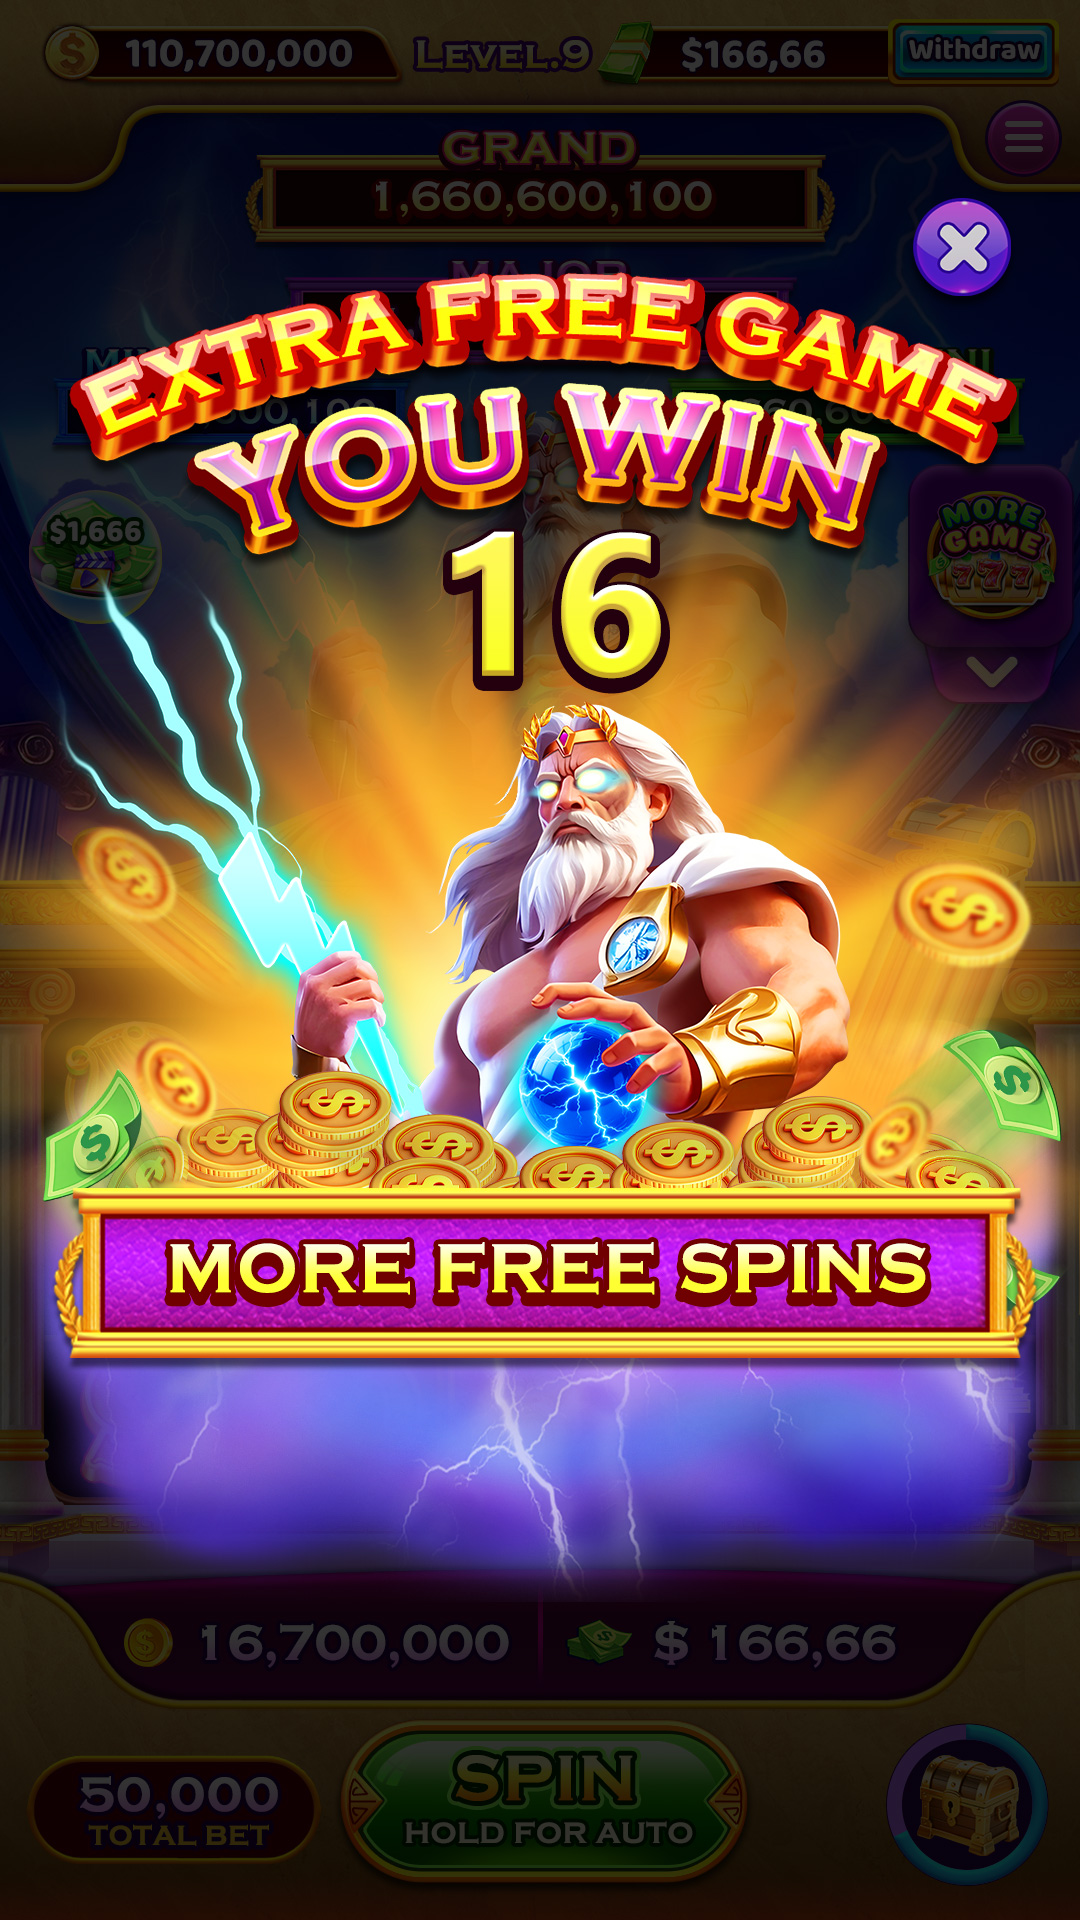 110,700,000 LEVEL.9 $166,66 Withdraw
GRAND
1,660,600,100
MAJOR
EXTRA FREE GAME
YOU WIN
16
$1,666
MORE
GAME
777
MORE FREE SPINS
16,700,000 $ 166,66
SPIN
HOLD FOR AUTO
50,000
TOTAL BET